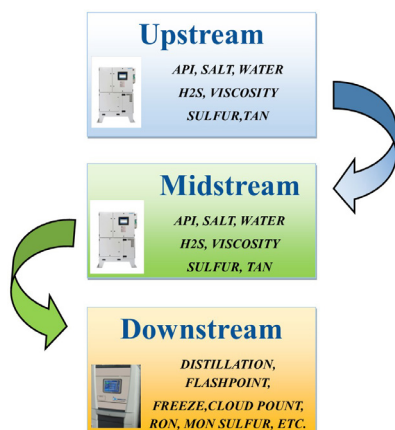 Upstream
API, SALT, WATER
H2S, VISCOSITY
SULFUR,TAN
Midstream
API, SALT, WATER
H2S, VISCOSITY
SULFUR, TAN
Downstream
DISTILLATION,
FLASHPOINT,
FREEZE,CLOUD POUNT,
RON, MON SULFUR, ETC.